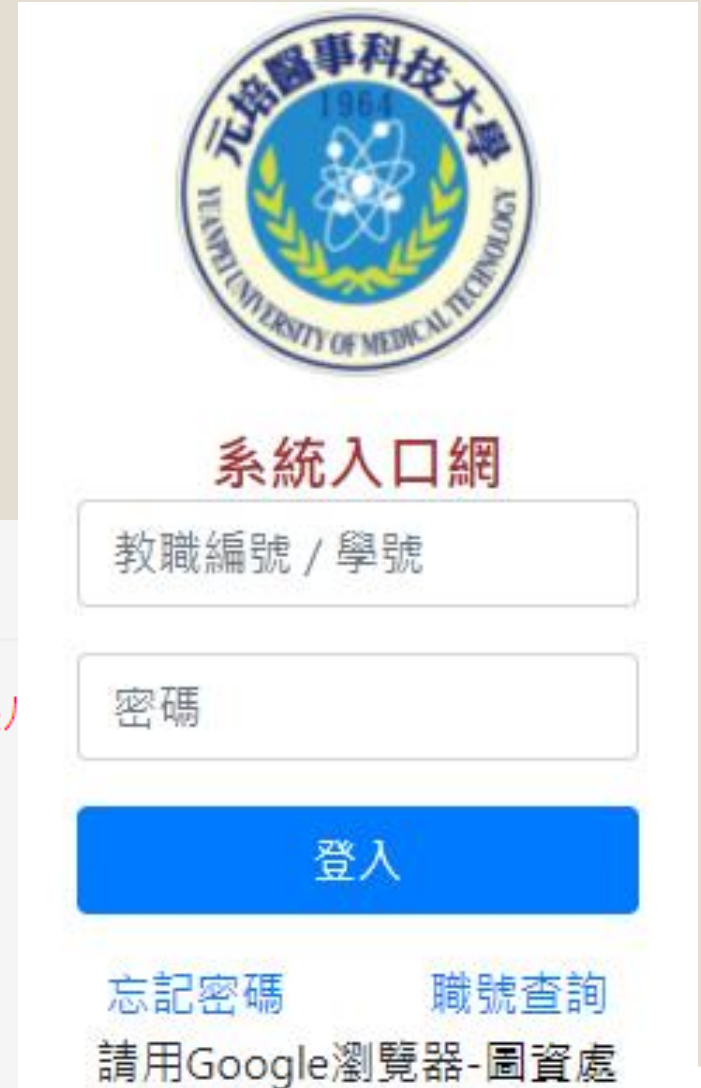 元培醫事科技大學
1964
YUANPEI UNIVERSITY OF MEDICAL TECHNOLOGY
系統入口網
教職編號 / 學號
密碼
登入
忘記密碼 職號查詢
請用Google瀏覽器-圖資處